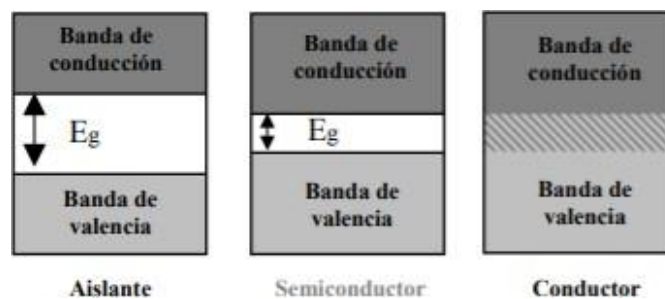 Banda de
conducción
Eg
Banda de
valencia
Aislante
Banda de
conducción
Eg
Banda de
valencia
Semiconductor
Banda de
conducción
Banda de
valencia
Conductor